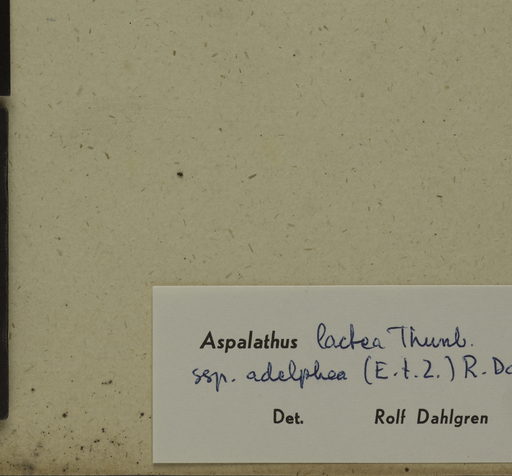 Aspalathus lactea Thunb.
ssp. adelphea (E. t. Z.) R. Da
Det. Rolf Dahlgren